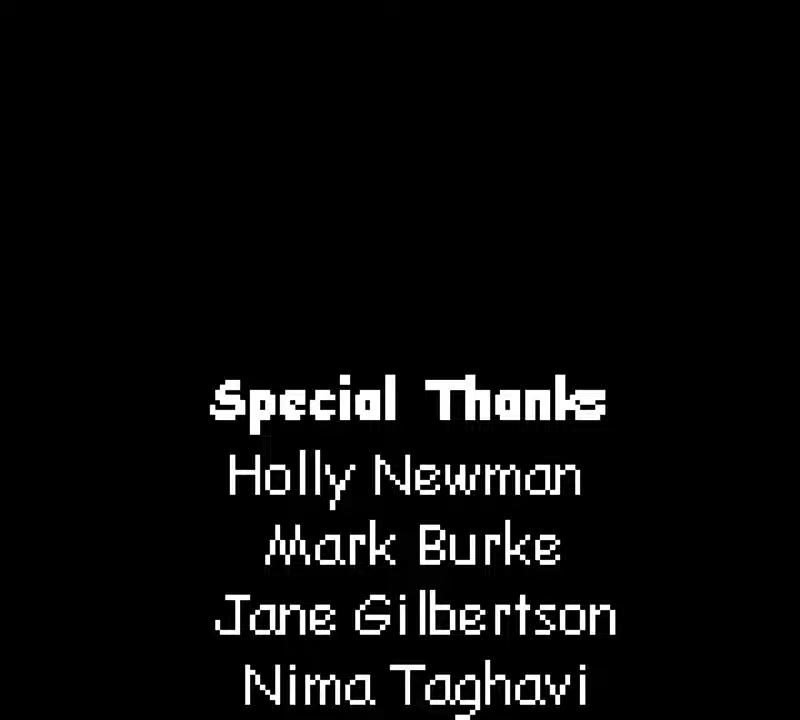 Special Thanks
Holly Newman
Mark Burke
Jane Gilbertson
Nima Taghavi